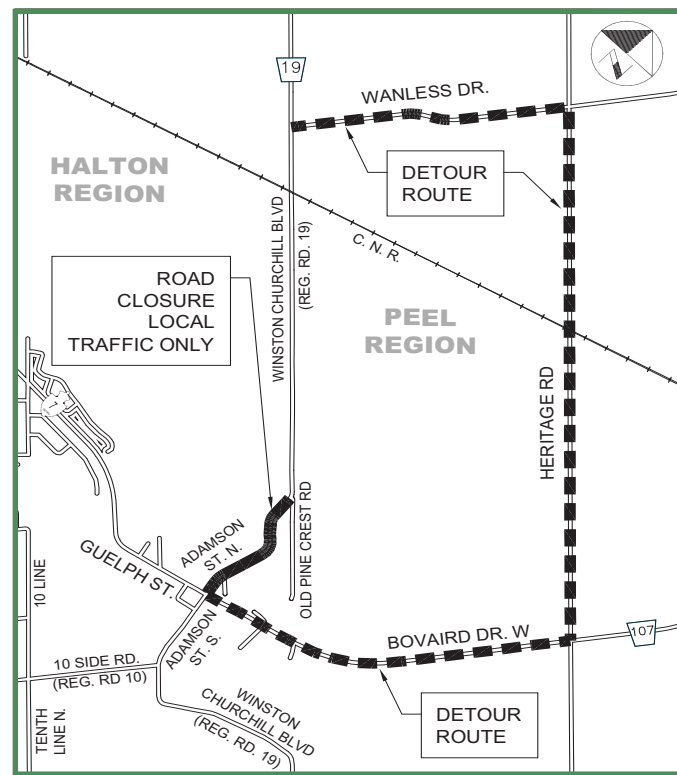 19
WANLESS DR.
HALTON
REGION
DETOUR
ROUTE
WINSTON CHURCHILL BLVD
(REG. RD. 19)
C. N. R.
ROAD
CLOSURE
LOCAL
TRAFFIC ONLY
PEEL
REGION
HERITAGE RD
7
ADAMSON
ST. N.
OLD PINE CREST RD
GUELPH ST.
10 LINE
ADAMSON
ST. S.
BOVAIRD DR. W
107
10 SIDE RD.
(REG. RD 10)
WINSTON
CHURCHILL BLVD
(REG. RD. 19)
TENTH
LINE N.
DETOUR
ROUTE